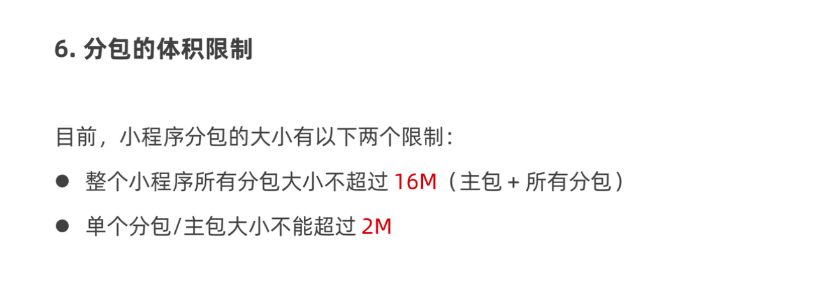 6. 分包的体积限制
目前，小程序分包的大小有以下两个限制：
● 整个小程序所有分包大小不超过 16M（主包 + 所有分包）
● 单个分包/主包大小不能超过 2M